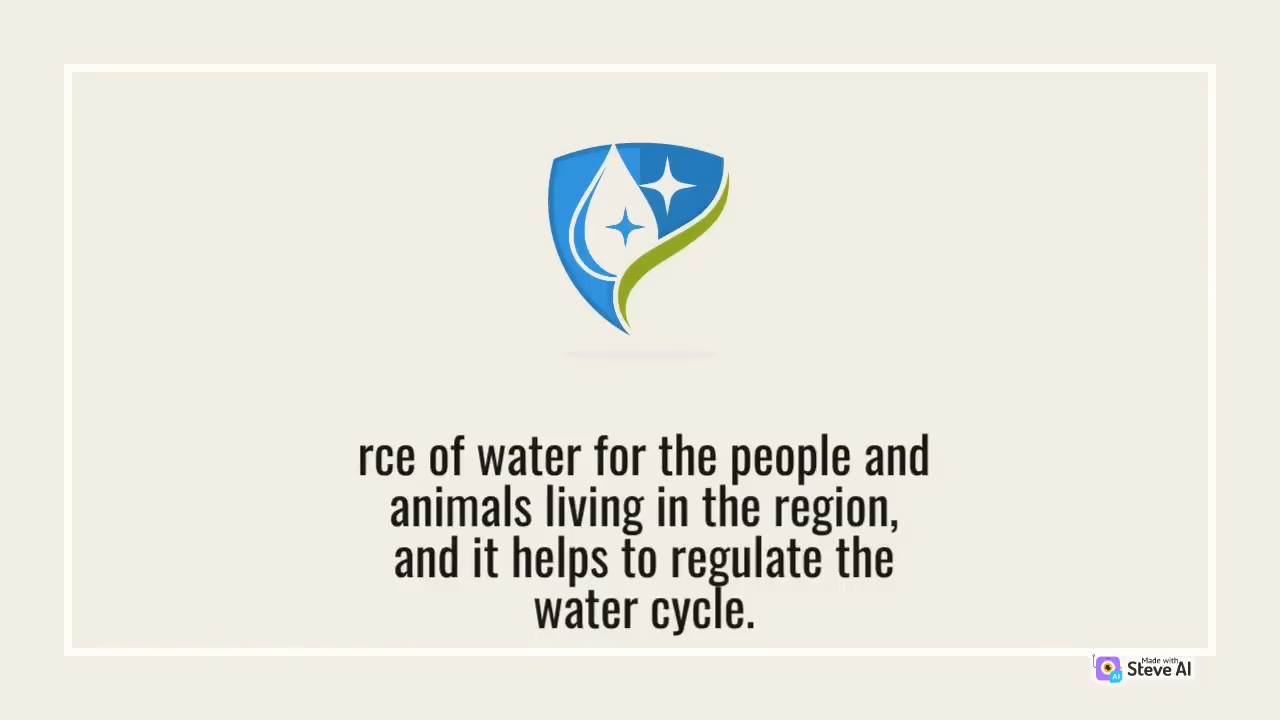 rce of water for the people and
animals living in the region,
and it helps to regulate the
water cycle.
Made with
Steve AI
AI